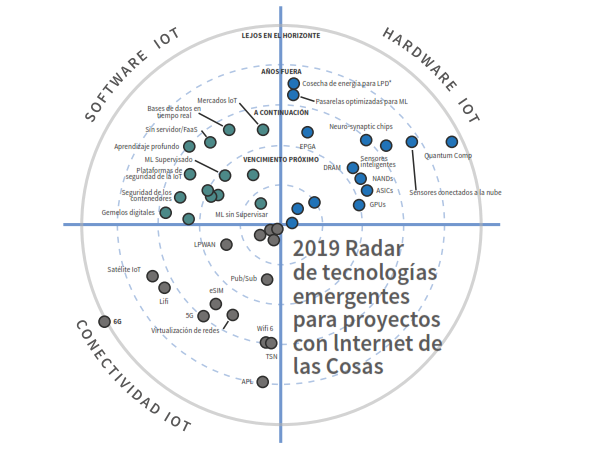 SOFTWARE IOT
HARDWARE IOT
LEJOS EN EL HORIZONTE
AÑOS FUERA
Cosecha de energía para LPD*
Pasarelas optimizadas para ML
Mercados IoT
Bases de datos en
tiempo real
A CONTINUACIÓN
Sin servidor/FaaS
Neuro-synaptic chips
Aprendizaje profundo
FPGA
Quantum Comp
ML Supervisado
VENCIMIENTO PRÓXIMO
Sensores
inteligentes
DRAM
Plataformas de
seguridad de la IoT
NANDs
Seguridad de los
contenedores
ASICs
Sensores conectados a la nube
GPUs
Gemelos digitales
ML sin Supervisar
LPWAN
2019 Radar
de tecnologías
emergentes
para proyectos
con Internet de
las Cosas
Satélite IoT
Pub/Sub
Lifi
eSIM
6G
5G
Virtualización de redes
Wifi 6
TSN
APL
CONECTIVIDAD IOT